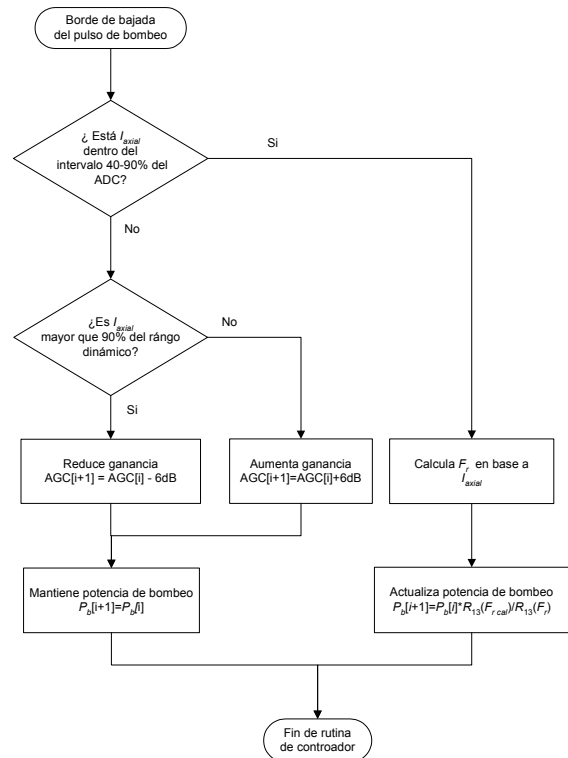 Borde de bajada
del pulso de bombeo
¿ Está I_axial
dentro del
intervalo 40-90% del
ADC?
Si
No
¿Es I_axial
mayor que 90% del rángo
dinámico?
No
Sí
Reduce ganancia
AGC[i+1] = AGC[i] - 6dB
Aumenta ganancia
AGC[i+1]=AGC[i]+6dB
Calcula F_r en base a
I_axial
Mantiene potencia de bombeo
P_b[i+1]=P_b[i]
Actualiza potencia de bombeo
P_b[i+1]=P_b[i]*R_13(F_r cal)/R_13(F_r)
Fin de rutina
de controador